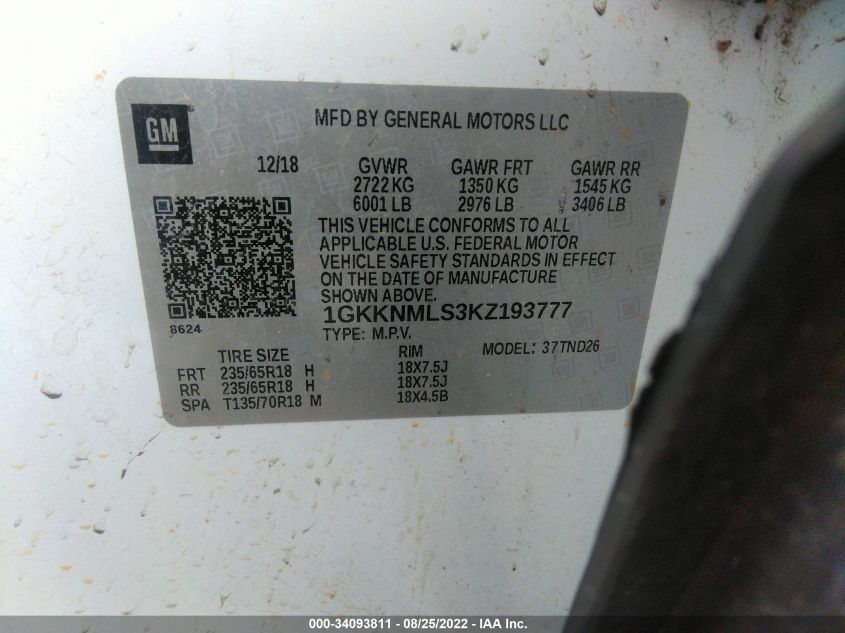 GM
MFD BY GENERAL MOTORS LLC
12/18 GVWR GAWR FRT GAWR RR
2722 KG 1350 KG 1545 KG
6001 LB 2976 LB 3406 LB
THIS VEHICLE CONFORMS TO ALL
APPLICABLE U.S. FEDERAL MOTOR
VEHICLE SAFETY STANDARDS IN EFFECT
ON THE DATE OF MANUFACTURE
SHOWN ABOVE.
1GKKNMLS3KZ193777
8624
TYPE: M.P.V. MODEL: 37TND26
TIRE SIZE RIM
FRT 235/65R18 H 18X7.5J
RR 235/65R18 H 18X7.5J
SPA T135/70R18 M 18X4.5B
000-34093811 - 08/25/2022 - IAA Inc.